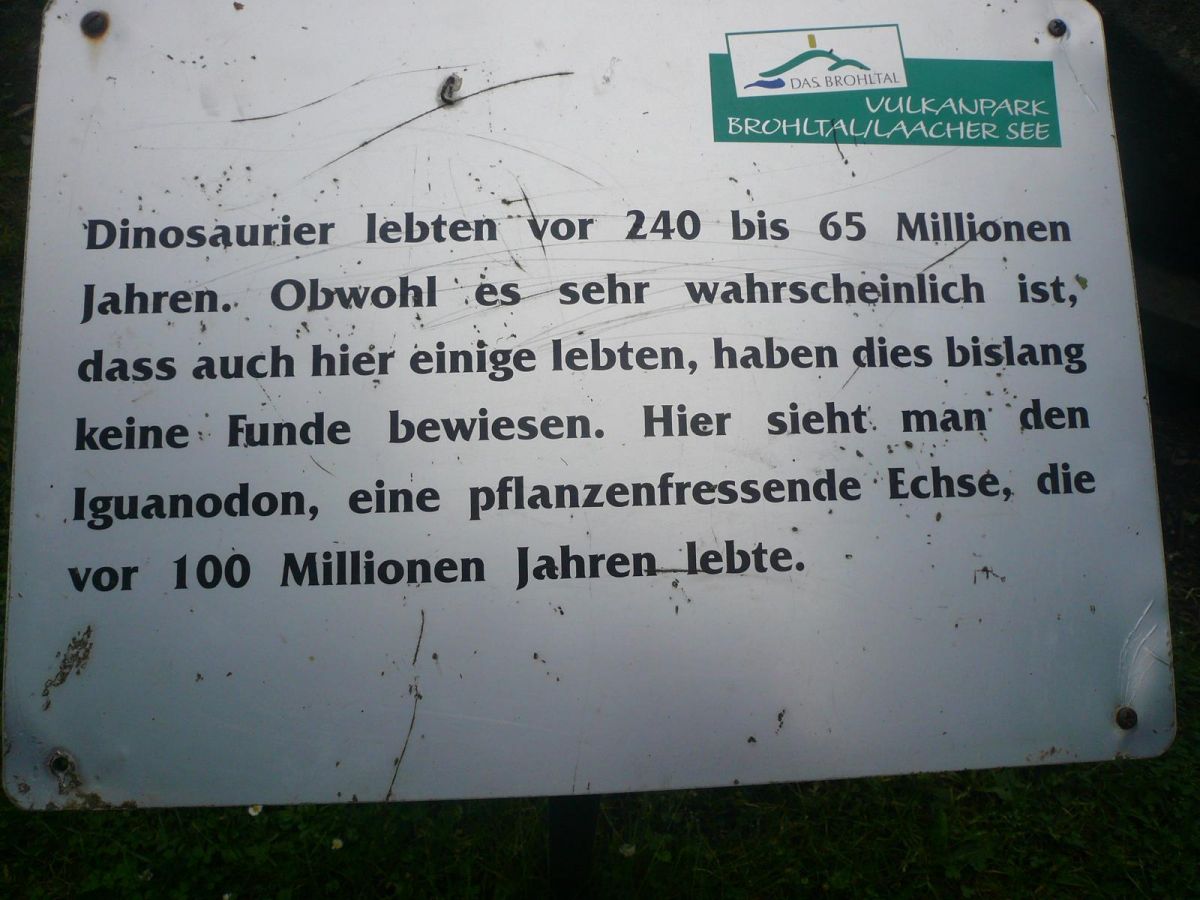 DAS BROHLTAL
VULKANPARK
BROHLTAL/LAACHER SEE
Dinosaurier lebten vor 240 bis 65 Millionen
Jahren. Obwohl es sehr wahrscheinlich ist,
dass auch hier einige lebten, haben dies bislang
keine Funde bewiesen. Hier sieht man den
Iguanodon, eine pflanzenfressende Echse, die
vor 100 Millionen Jahren lebte.